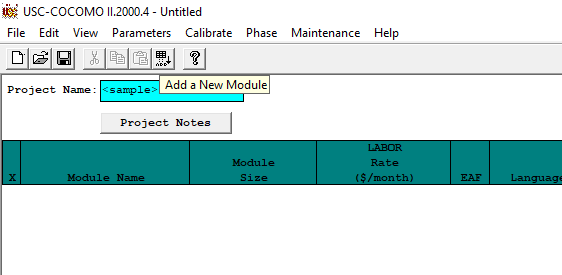 USC-COCOMO II.2000.4 - Untitled
File Edit View Parameters Calibrate Phase Maintenance Help
?
Add a New Module
Project Name: <sample>
Project Notes
X Module Name Module Size LABOR Rate ($/month) EAF Language